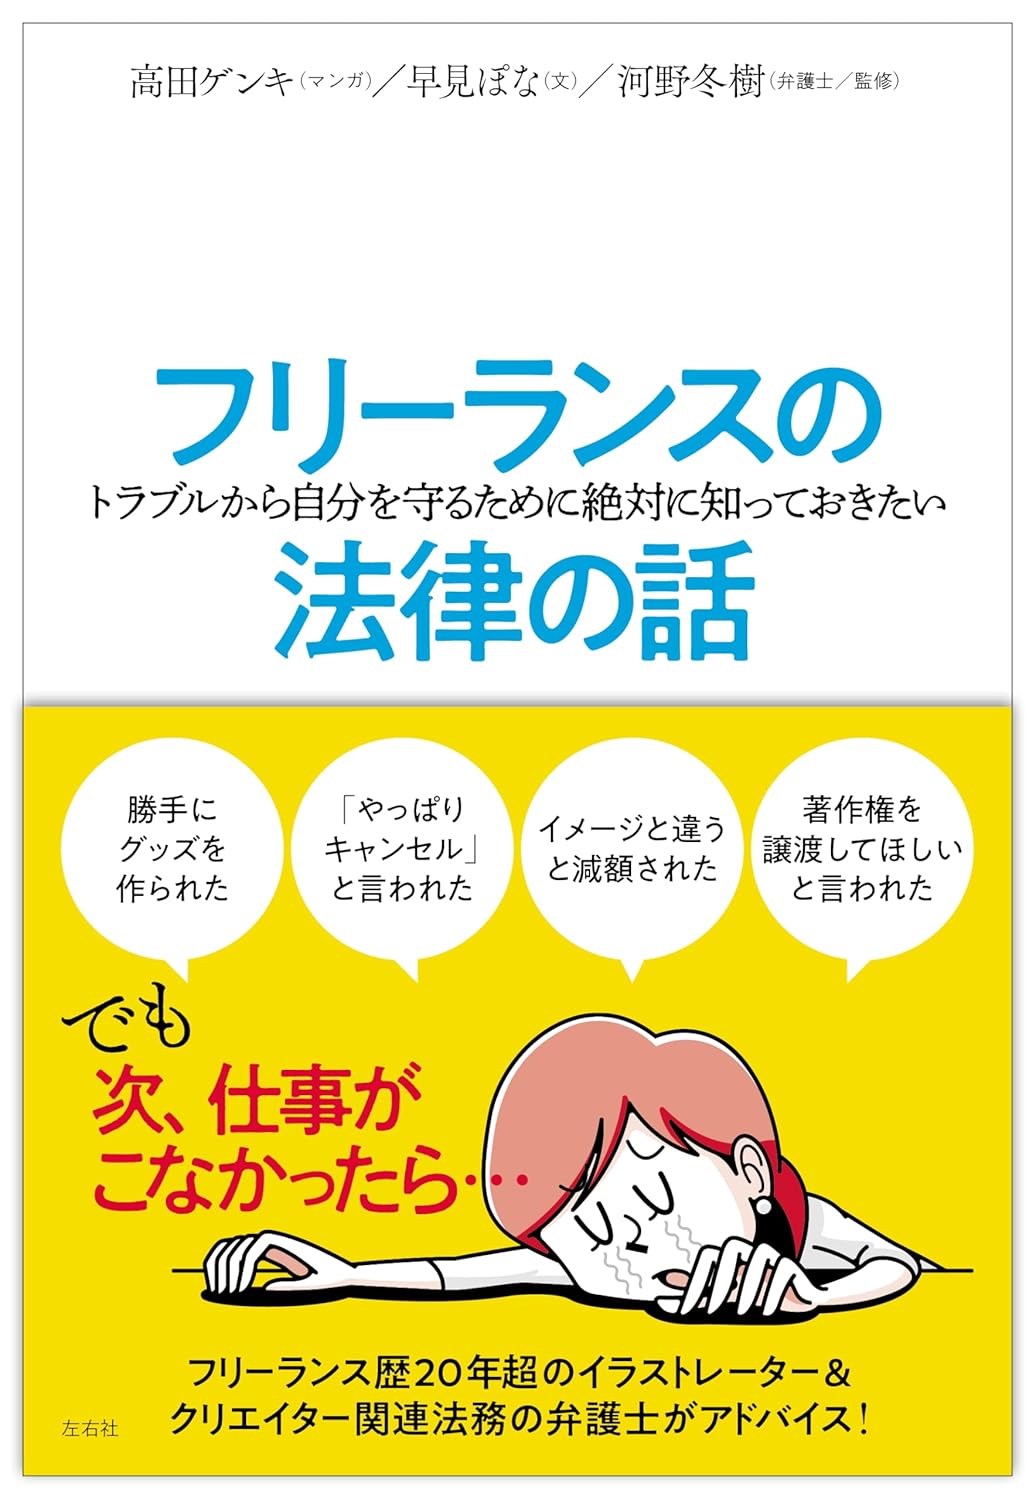 高田ゲンキ(マンガ)／早見ぽな(文)／河野冬樹(弁護士／監修)
フリーランスの
トラブルから自分を守るために絶対に知っておきたい
法律の話
勝手に
グッズを
作られた
「やっぱり
キャンセル」
と言われた
イメージと違う
と減額された
著作権を
譲渡してほしい
と言われた
でも
次、仕事が
こなかったら…
フリーランス歴20年超のイラストレーター&
クリエイター関連法務の弁護士がアドバイス!
左右社